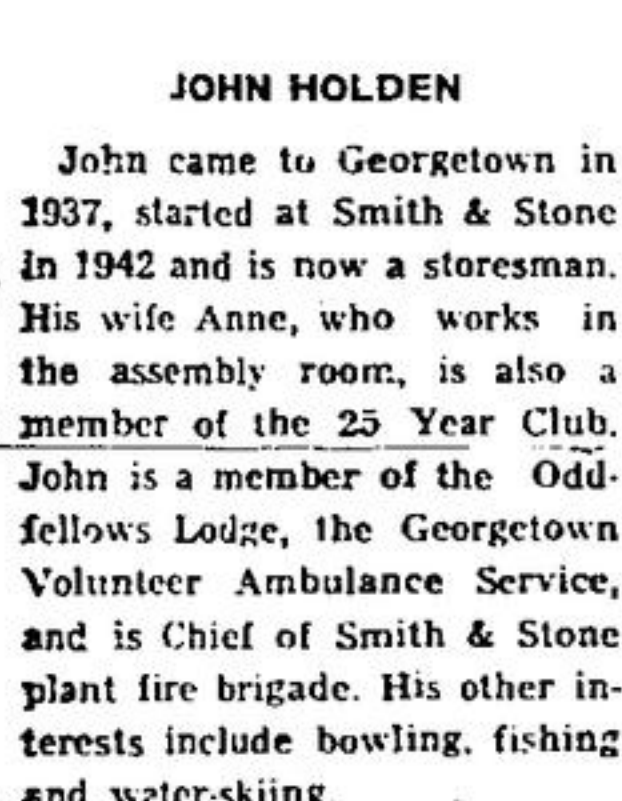 JOHN HOLDEN
John came to Georgetown in
1937, started at Smith & Stone
in 1942 and is now a storesman.
His wife Anne, who works in
the assembly room, is also a
member of the 25 Year Club.
John is a member of the Odd-
fellows Lodge, the Georgetown
Volunteer Ambulance Service,
and is Chief of Smith & Stone
plant fire brigade. His other in-
terests include bowling, fishing
and water-skiing.